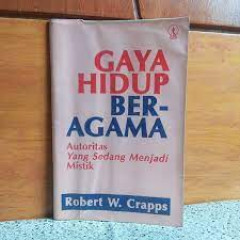 GAYA
HIDUP
BER-
AGAMA
Autoritas
Yang Sedang Menjadi
Mistik
Robert W. Crapps